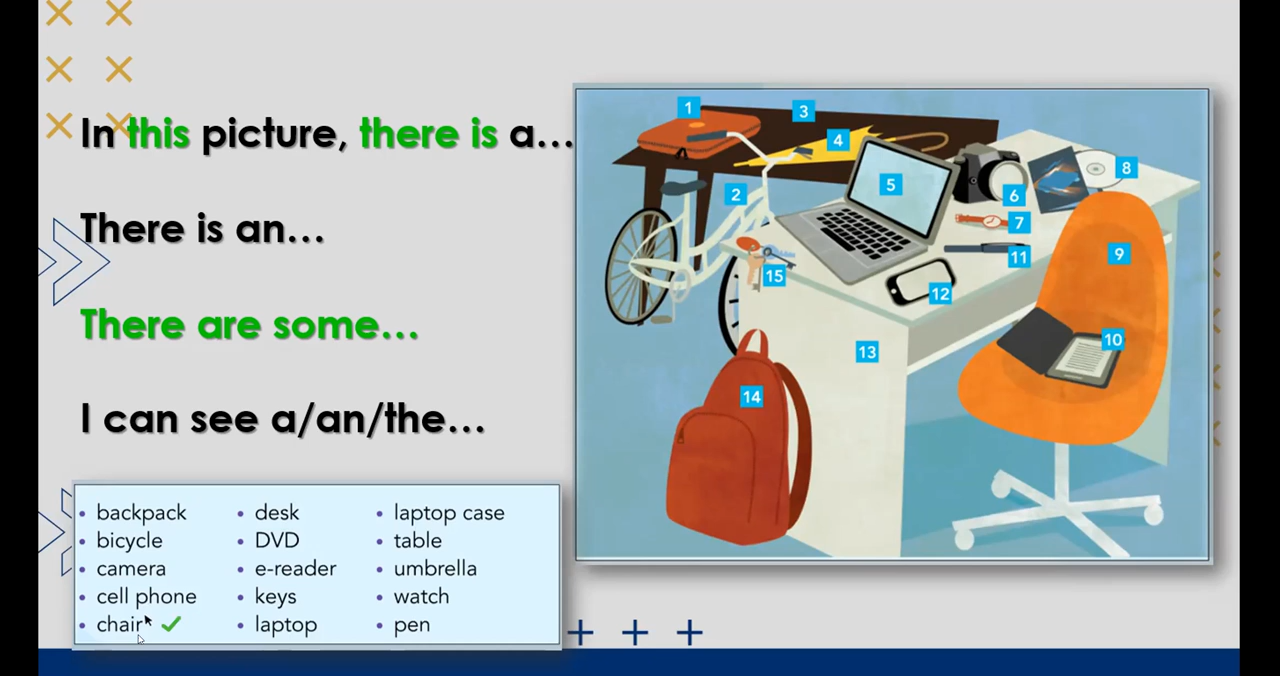 In this picture, there is a...
There is an...
There are some...
I can see a/an/the...
• backpack
• bicycle
• camera
• cell phone
• chair
• desk
• DVD
• e-reader
• keys
• laptop
• laptop case
• table
• umbrella
• watch
• pen
1
3
4
2
5
6
8
7
9
11
15
12
10
13
14